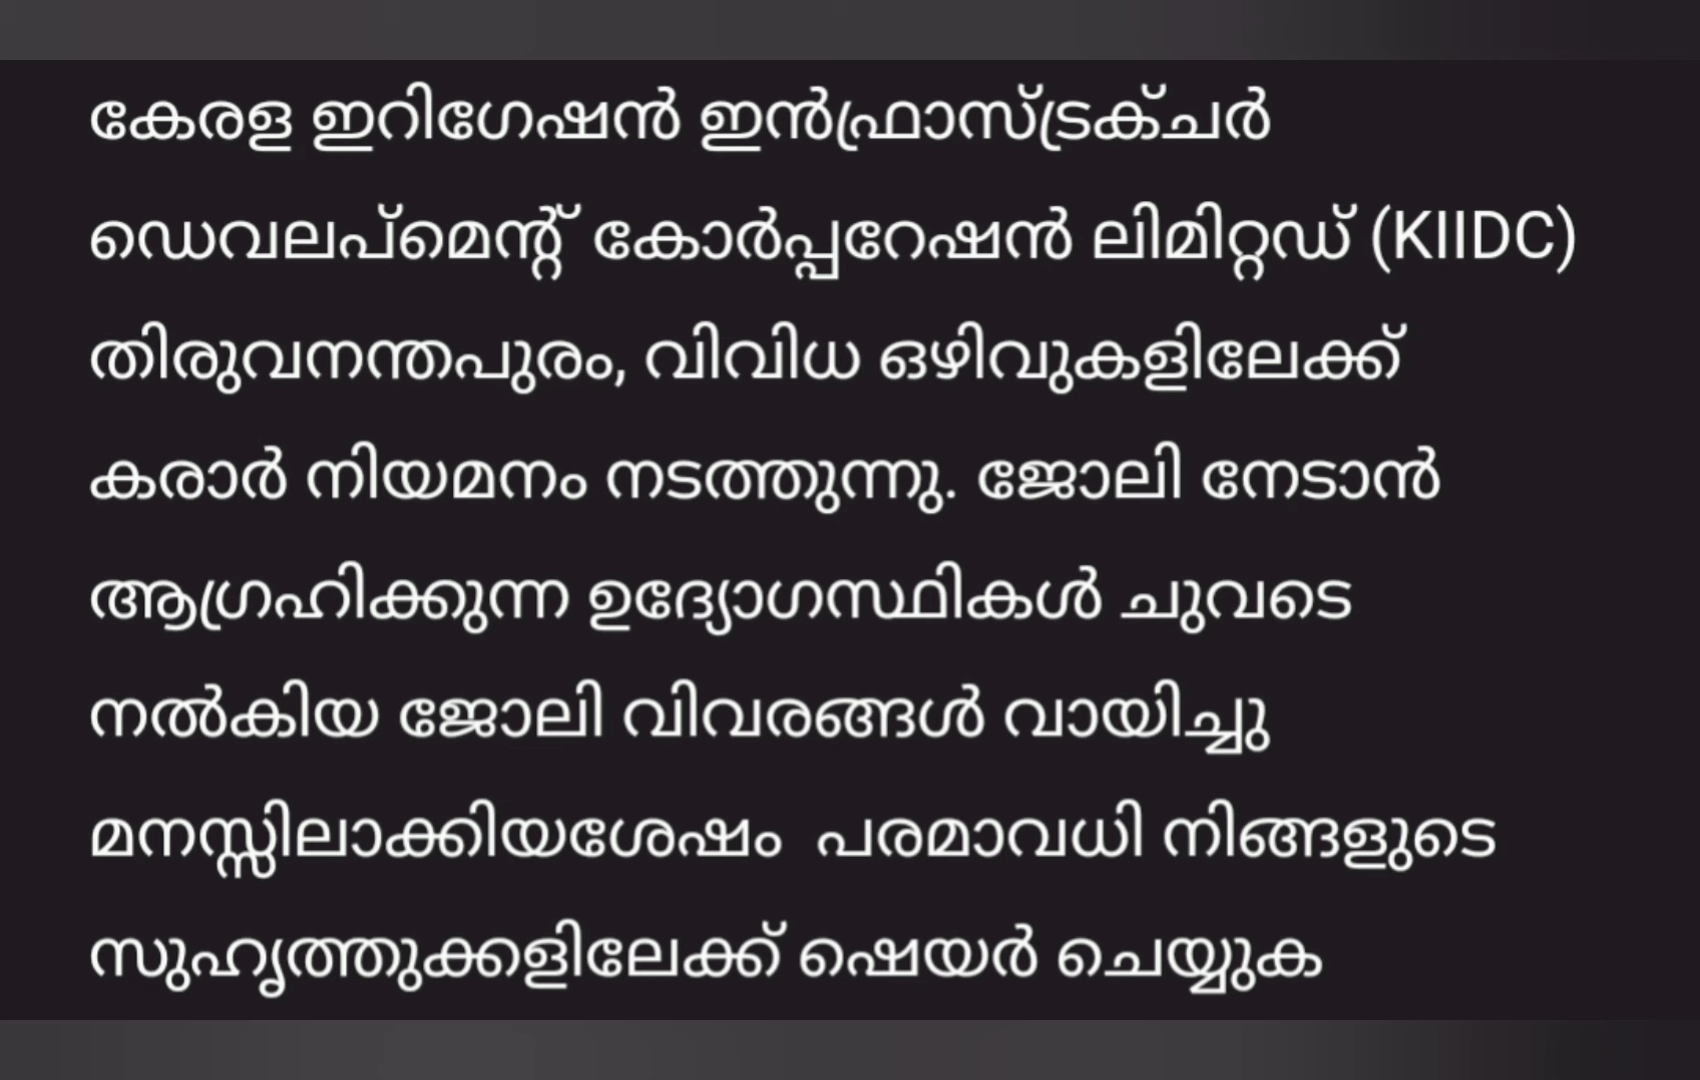 കേരള ഇറിഗേഷൻ ഇൻഫ്രാസ്ട്രക്ചർ
ഡെവലപ്മെന്റ് കോർപ്പറേഷൻ ലിമിറ്റഡ് (KIIDC)
തിരുവനന്തപുരം, വിവിധ ഒഴിവുകളിലേക്ക്
കരാർ നിയമനം നടത്തുന്നു. ജോലി നേടാൻ
ആഗ്രഹിക്കുന്ന ഉദ്യോഗസ്ഥികൾ ചുവടെ
നൽകിയ ജോലി വിവരങ്ങൾ വായിച്ചു
മനസ്സിലാക്കിയശേഷം  പരമാവധി നിങ്ങളുടെ
സുഹൃത്തുക്കളിലേക്ക് ഷെയർ ചെയ്യുക